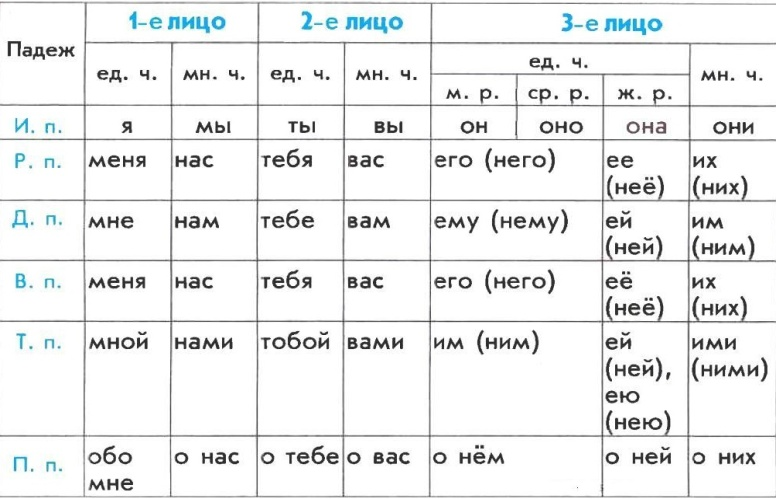 Падеж 1-е лицо 2-е лицо 3-е лицо
ед. ч. мн. ч. ед. ч. мн. ч. ед. ч. мн. ч.
м. р. ср. р. ж. р.
И. п. я мы ты вы он оно она они
Р. п. меня нас тебя вас его (него) ее их
(неё) (них)
Д. п. мне нам тебе вам ему (нему) ей им
(ней) (ним)
В. п. меня нас тебя вас его (него) её их
(неё) (них)
Т. п. мной нами тобой вами им (ним) ей ими
(ней), (ними)
ею
(нею)
П. п. обо о нас о тебе о вас о нём о ней о них
мне